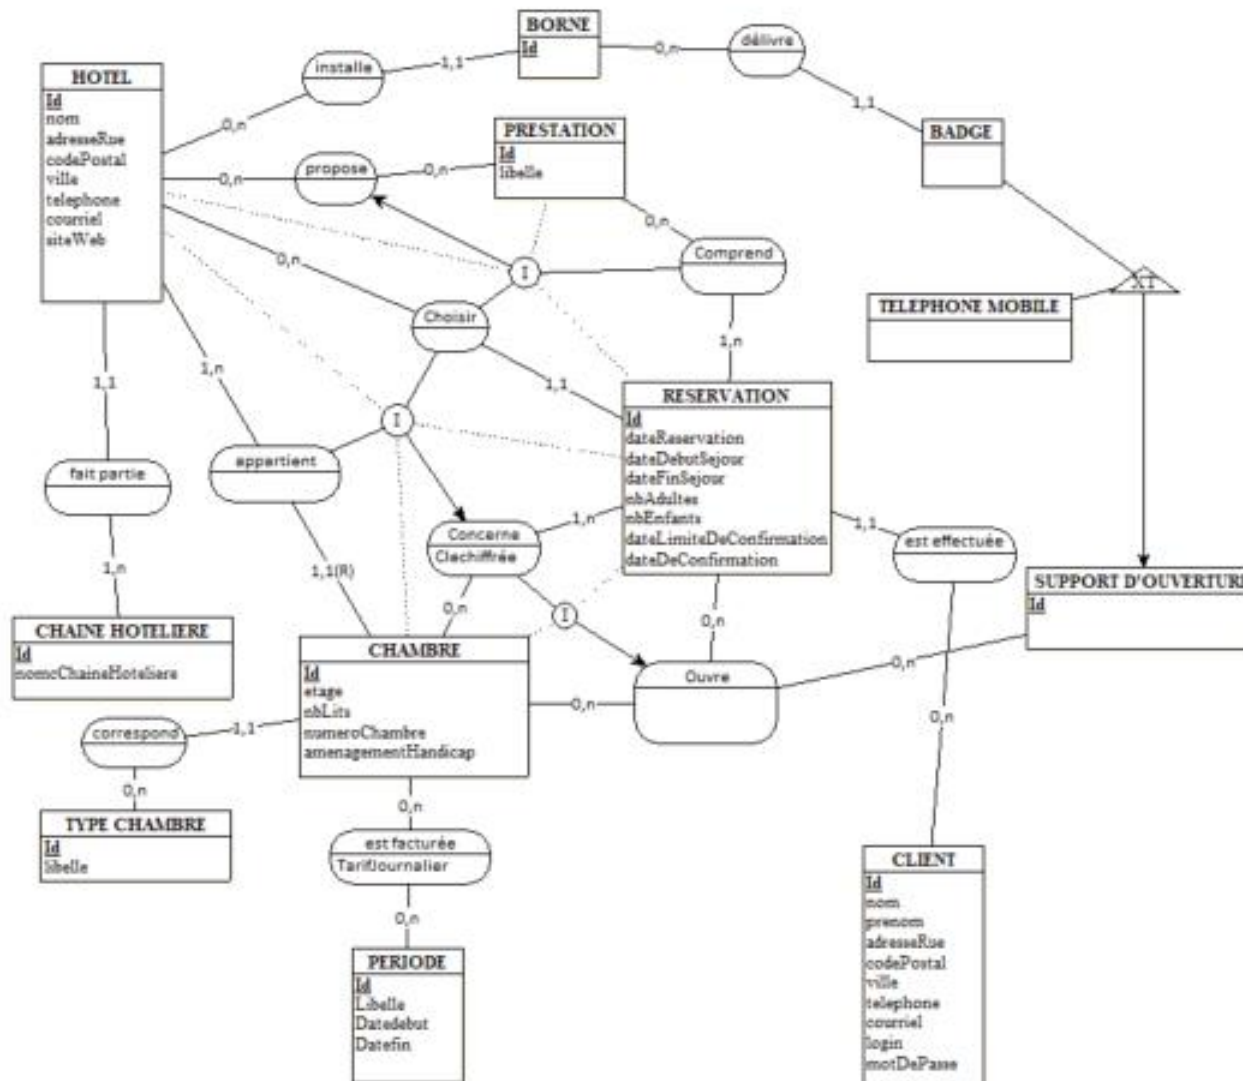 BORNE
Id
délivre
installe
1,1
0,n
HOTEL
Id
nom
adresseRue
codePostal
ville
telephone
courriel
siteWeb
0,n
1,1
PRESTATION
Id
libelle
BADGE
propose
0,n
0,n
0,n
Comprend
0,n
I
Choisir
TELEPHONE MOBILE
XT
1,n
1,1
1,n
1,1
RESERVATION
Id
dateReservation
dateDebutSejour
dateFinSejour
nbAdultes
nbEnfants
dateLimiteDeConfirmation
dateDeConfirmation
I
appartient
fait partie
1,n
Concerne
Clechiffrée
1,1
est effectuée
1,1(R)
1,n
0,n
I
0,n
SUPPORT D'OUVERTURE
Id
CHAINE HOTELIERE
Id
nomcChaineHoteliere
CHAMBRE
Id
etage
nbLits
numeroChambre
amenagementHandicap
Ouvre
0,n
0,n
0,n
correspond
1,1
0,n
0,n
TYPE CHAMBRE
Id
libelle
est facturée
TarifJournalier
CLIENT
Id
nom
prenom
adresseRue
codePostal
ville
telephone
courriel
login
motDePasse
0,n
PERIODE
Id
Libelle
Datedebut
Datefin